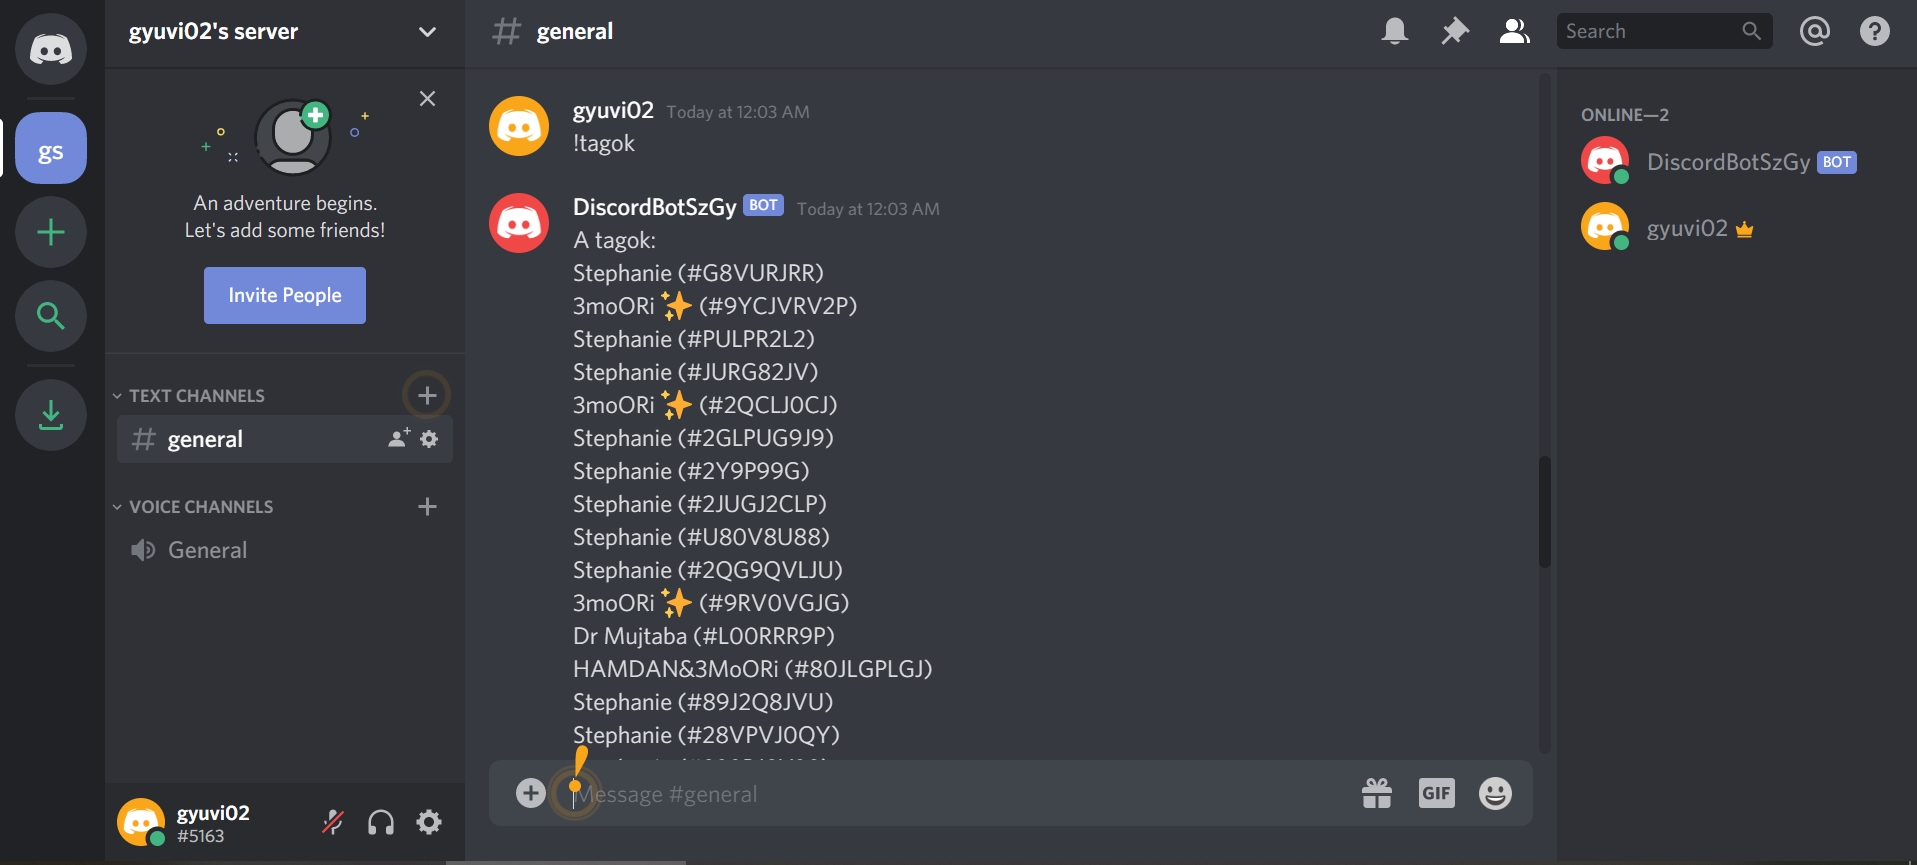 gyuvi02's server
general
Search
gs
An adventure begins.
Let's add some friends!
Invite People
TEXT CHANNELS
general
VOICE CHANNELS
General
gyuvi02
#5163
gyuvi02 Today at 12:03 AM
!tagok
DiscordBotSzGy BOT Today at 12:03 AM
A tagok:
Stephanie (#G8VURJRR)
3moORi ✨ (#9YCJVRV2P)
Stephanie (#PULPR2L2)
Stephanie (#JURG82JV)
3moORi ✨ (#2QCLJ0CJ)
Stephanie (#2GLPUG9J9)
Stephanie (#2Y9P99G)
Stephanie (#2JUGJ2CLP)
Stephanie (#U80V8U88)
Stephanie (#2QG9QVLJU)
3moORi ✨ (#9RV0VGJG)
Dr Mujtaba (#L00RRR9P)
HAMDAN&3MoORi (#80JLGPLGJ)
Stephanie (#89J2Q8JVU)
Stephanie (#28VPVJ0QY)
Message #general
GIF
ONLINE—2
DiscordBotSzGy BOT
gyuvi02